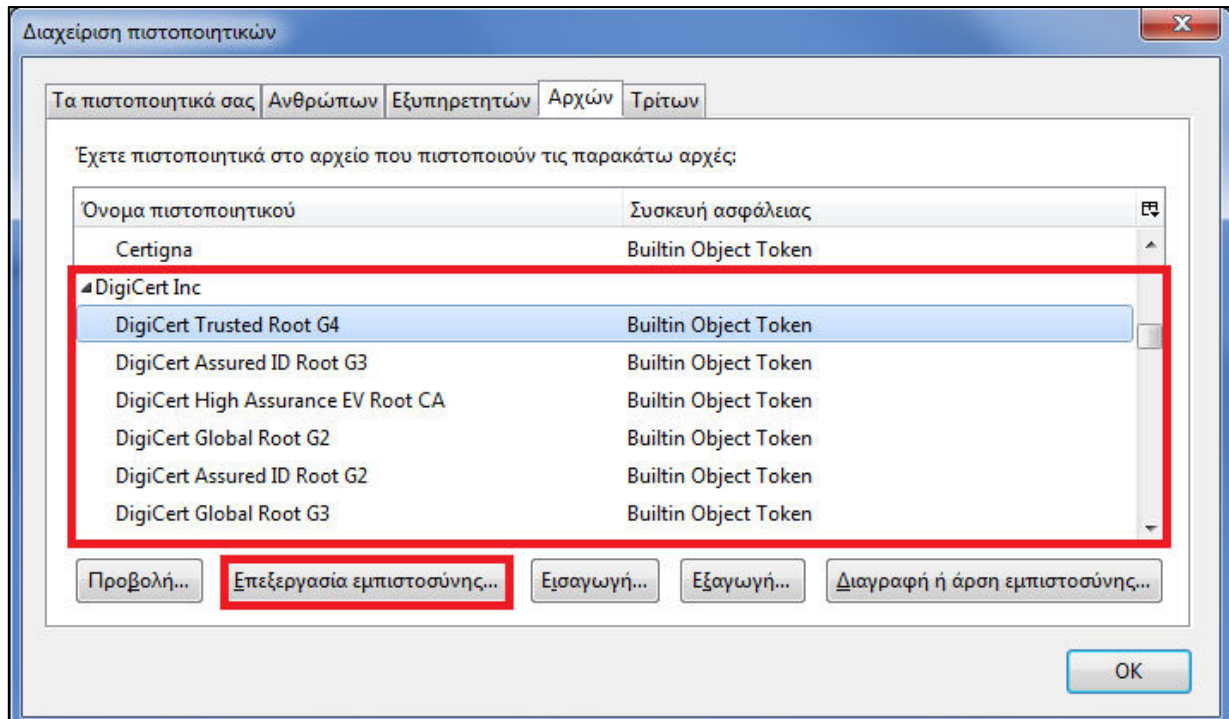 Διαχείριση πιστοποιητικών
Τα πιστοποιητικά σας Ανθρώπων Εξυπηρετητών Αρχών Τρίτων
Έχετε πιστοποιητικά στο αρχείο που πιστοποιούν τις παρακάτω αρχές:
Όνομα πιστοποιητικού Συσκευή ασφάλειας
Certigna Builtin Object Token
DigiCert Inc
DigiCert Trusted Root G4 Builtin Object Token
DigiCert Assured ID Root G3 Builtin Object Token
DigiCert High Assurance EV Root CA Builtin Object Token
DigiCert Global Root G2 Builtin Object Token
DigiCert Assured ID Root G2 Builtin Object Token
DigiCert Global Root G3 Builtin Object Token
Προβολή... Επεξεργασία εμπιστοσύνης... Εισαγωγή... Εξαγωγή... Διαγραφή ή άρση εμπιστοσύνης...
OK